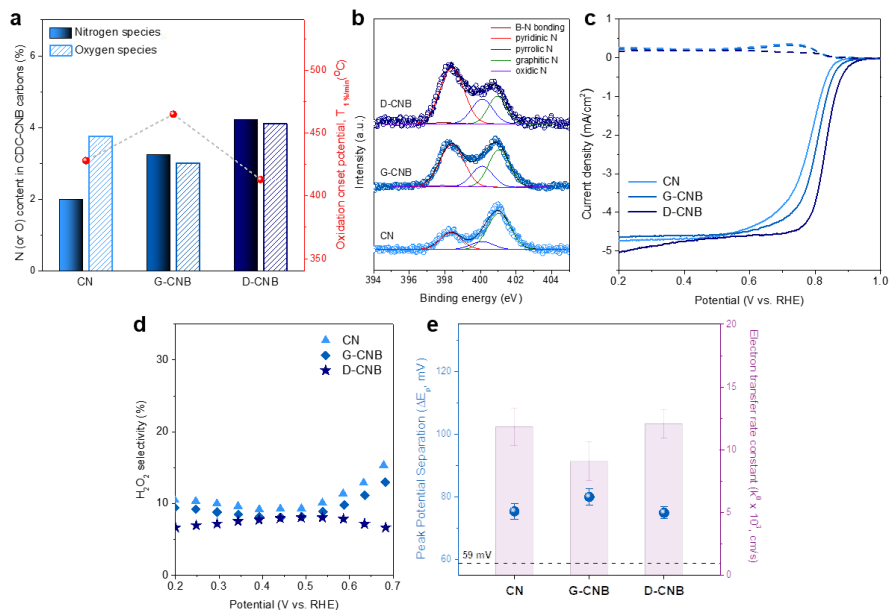 a
Nitrogen species
Oxygen species
N (or O) content in CDC-CNB carbons (%)
6
4
2
0
CN
G-CNB
D-CNB
Oxidation onset potential, T 1%/min (°C)
500
450
400
350
b
B-N bonding
pyridinic N
pyrrolic N
graphitic N
oxidic N
D-CNB
G-CNB
CN
Intensity (a.u.)
394 396 398 400 402 404
Binding energy (eV)
c
Current density (mA/cm²)
1
0
-1
-2
-3
-4
-5
CN
G-CNB
D-CNB
0.2 0.4 0.6 0.8 1.0
Potential (V vs. RHE)
d
CN
G-CNB
D-CNB
H₂O₂ selectivity (%)
30
20
10
0
0.2 0.3 0.4 0.5 0.6 0.7
Potential (V vs. RHE)
e
Peak Potential Separation (ΔEₚ, mV)
120
100
80
60
59 mV
CN
G-CNB
D-CNB
Electron transfer rate constant (k⁰ x 10³, cm/s)
20
15
10
5
0